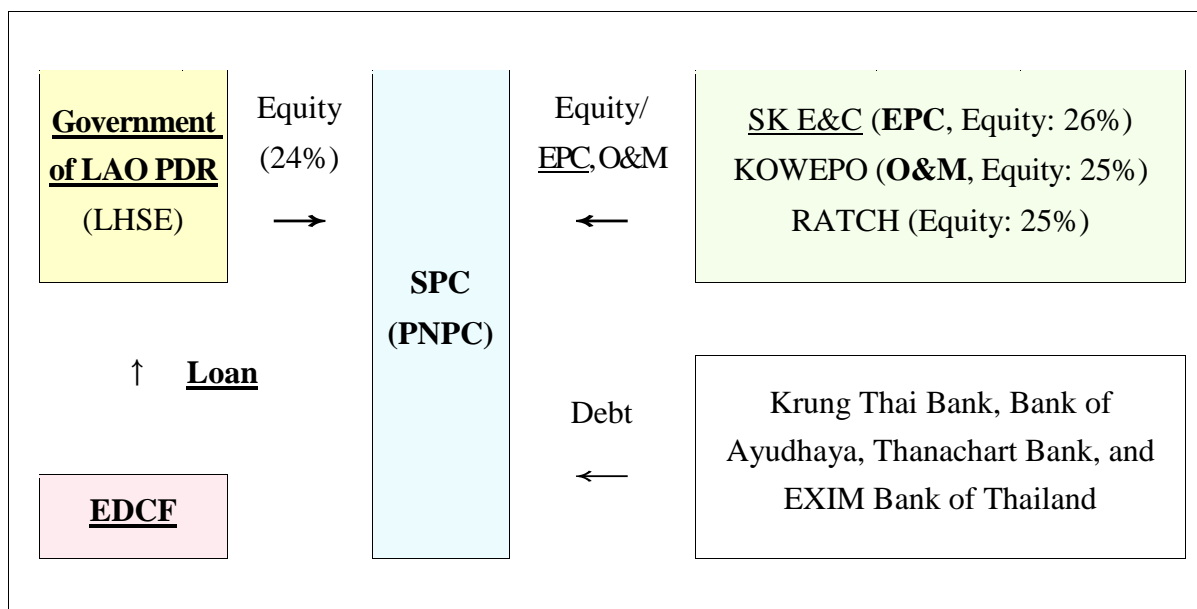 Government
of LAO PDR
(LHSE)
Equity
(24%)
→
SPC
(PNPC)
Equity/
EPC, O&M
←
SK E&C (EPC, Equity: 26%)
KOWEPO (O&M, Equity: 25%)
RATCH (Equity: 25%)
↑ Loan
EDCF
Debt
←
Krung Thai Bank, Bank of
Ayudhaya, Thanachart Bank, and
EXIM Bank of Thailand